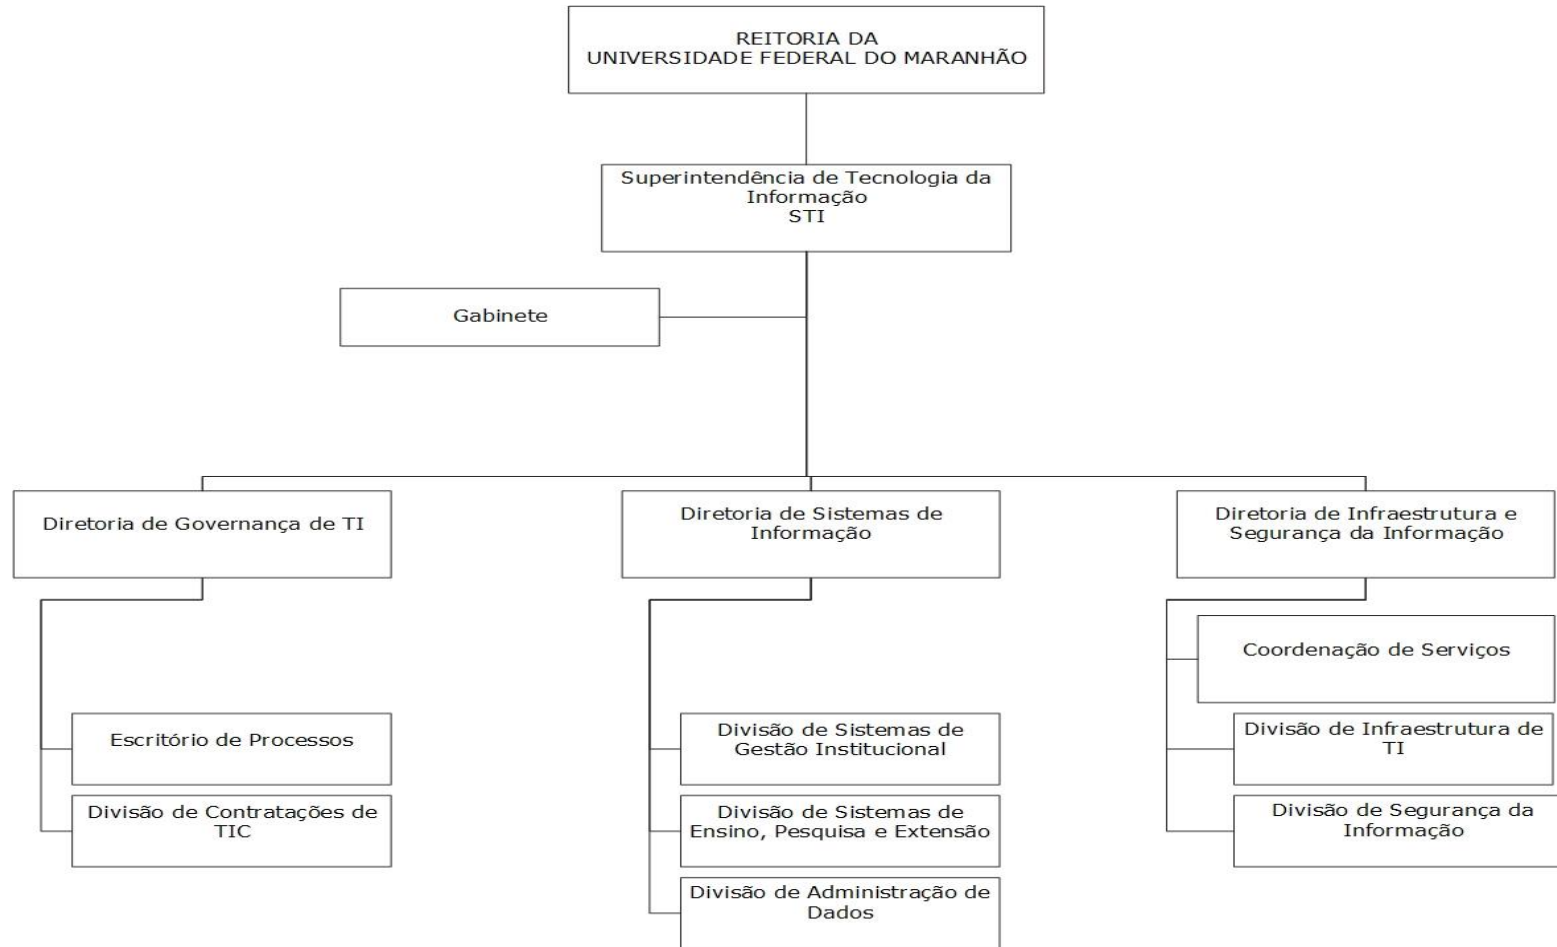 REITORIA DA
UNIVERSIDADE FEDERAL DO MARANHÃO
Superintendência de Tecnologia da
Informação
STI
Gabinete
Diretoria de Governança de TI
Diretoria de Sistemas de
Informação
Diretoria de Infraestrutura e
Segurança da Informação
Coordenação de Serviços
Escritório de Processos
Divisão de Sistemas de
Gestão Institucional
Divisão de Infraestrutura de
TI
Divisão de Contratações de
TIC
Divisão de Sistemas de
Ensino, Pesquisa e Extensão
Divisão de Segurança da
Informação
Divisão de Administração de
Dados